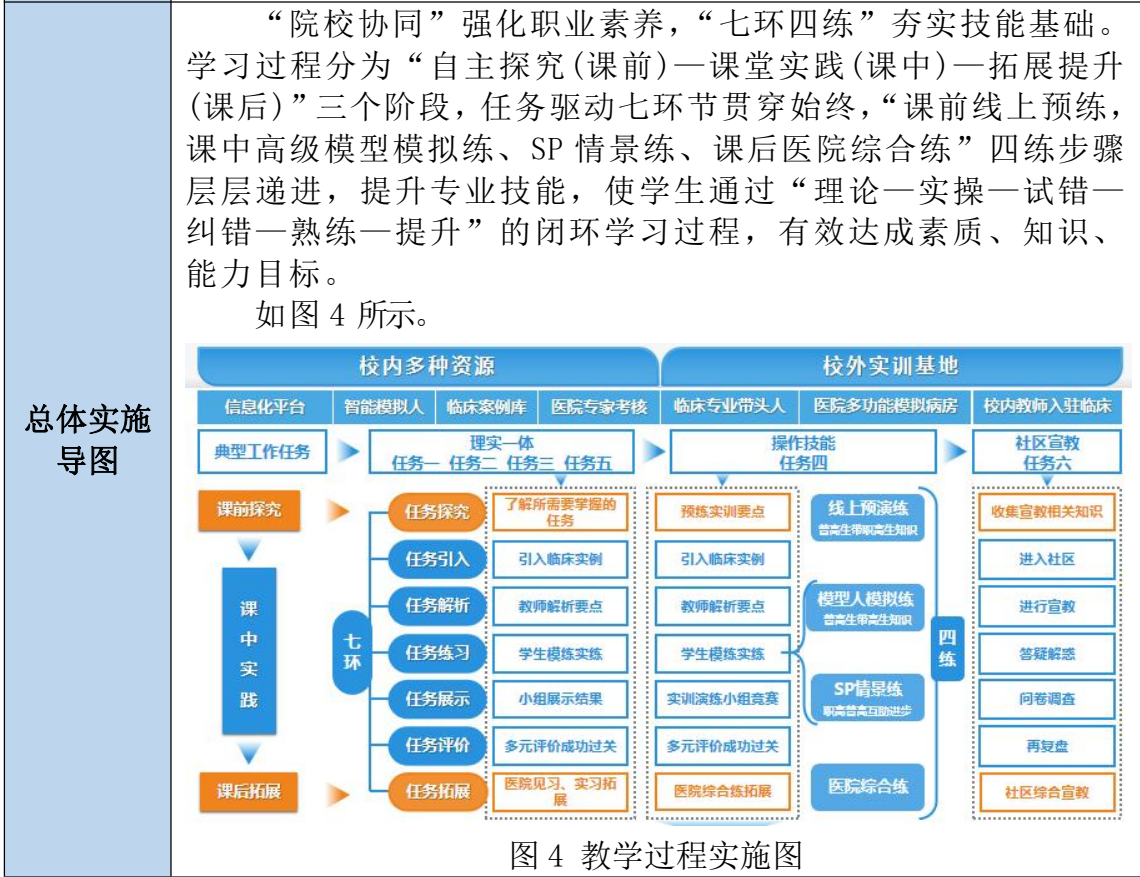 总体实施
导图
“院校协同”强化职业素养，“七环四练”夯实技能基础。
学习过程分为“自主探究(课前)—课堂实践(课中)—拓展提升
(课后)”三个阶段，任务驱动七环节贯穿始终，“课前线上预练，
课中高级模型模拟练、SP 情景练、课后医院综合练”四练步骤
层层递进，提升专业技能，使学生通过“理论—实操—试错—
纠错—熟练—提升”的闭环学习过程，有效达成素质、知识、
能力目标。
如图 4 所示。
校内多种资源
校外实训基地
信息化平台 智能模拟人 临床案例库 医院专家考核 临床专业带头人 医院多功能模拟病房 校内教师入驻临床
典型工作任务
理实一体
任务一 任务二 任务三 任务五
操作技能
任务四
社区宣教
任务六
课前探究
课
中
实
践
课后拓展
七
环
任务探究
任务引入
任务解析
任务练习
任务展示
任务评价
任务拓展
了解所需要掌握的
任务
引入临床实例
教师解析要点
学生模练实练
小组展示结果
多元评价成功过关
医院见习、实习拓
展
预练实训要点
引入临床实例
教师解析要点
学生模练实练
实训演练小组竞赛
多元评价成功过关
医院综合练拓展
线上预演练
普高生带职高生知识
模型人模拟练
普高生带高生知识
SP情景练
职高普高互助进步
医院综合练
四
练
收集宣教相关知识
进入社区
进行宣教
答疑解惑
问卷调查
再复盘
社区综合宣教
图 4 教学过程实施图